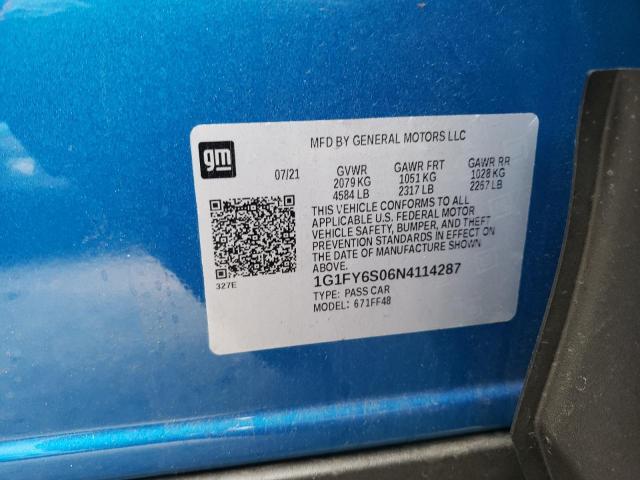 gm
MFD BY GENERAL MOTORS LLC
07/21 GVWR GAWR FRT GAWR RR
2079 KG 1051 KG 1028 KG
4584 LB 2317 LB 2267 LB
THIS VEHICLE CONFORMS TO ALL
APPLICABLE U.S. FEDERAL MOTOR
VEHICLE SAFETY, BUMPER, AND THEFT
PREVENTION STANDARDS IN EFFECT ON
THE DATE OF MANUFACTURE SHOWN
ABOVE.
327E
1G1FY6S06N4114287
TYPE: PASS CAR
MODEL: 671FF48